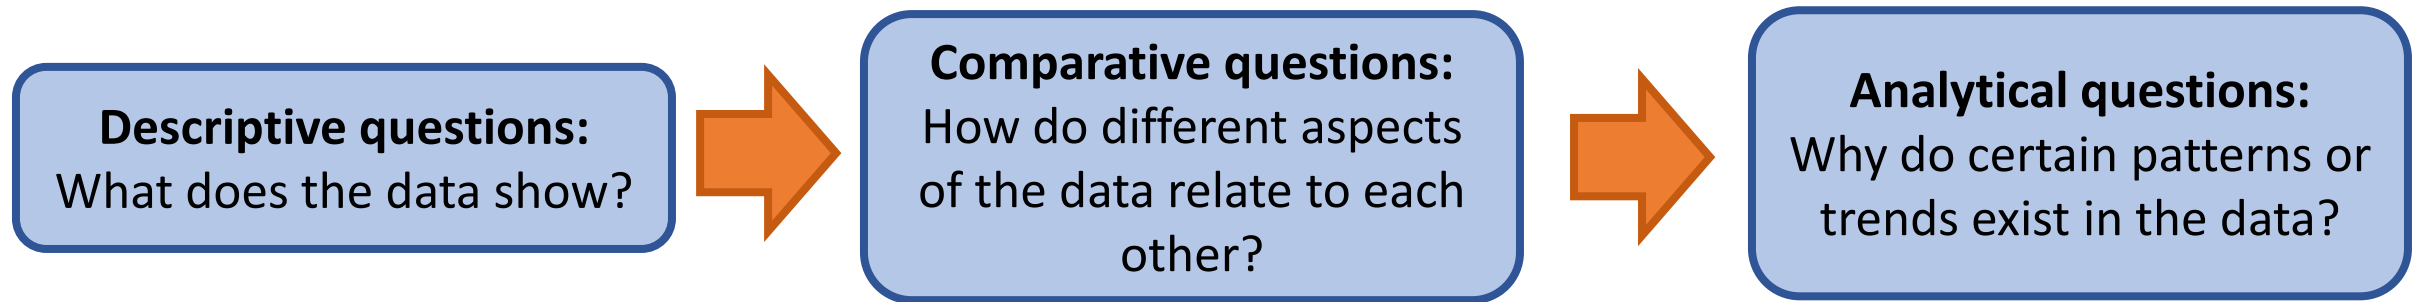 Descriptive questions:
What does the data show?
Comparative questions:
How do different aspects
of the data relate to each
other?
Analytical questions:
Why do certain patterns or
trends exist in the data?